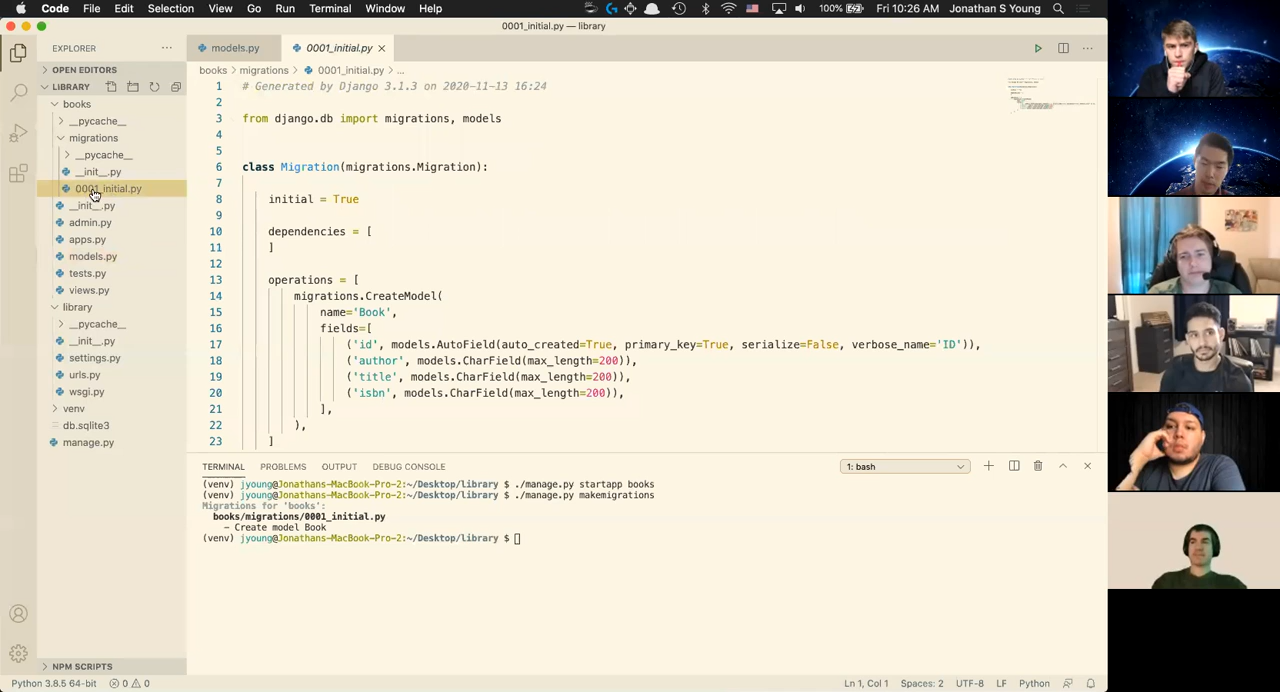 Code File Edit Selection View Go Run Terminal Window Help 100% Fri 10:26 AM Jonathan S Young
0001_initial.py — library
EXPLORER
OPEN EDITORS
LIBRARY
books
__pycache__
migrations
__pycache__
__init__.py
0001_initial.py
__init__.py
admin.py
apps.py
models.py
tests.py
views.py
library
__pycache__
__init__.py
settings.py
urls.py
wsgi.py
venv
db.sqlite3
manage.py
NPM SCRIPTS
models.py 0001_initial.py
books > migrations > 0001_initial.py > ...
1 # Generated by Django 3.1.3 on 2020-11-13 16:24
2
3 from django.db import migrations, models
4
5
6 class Migration(migrations.Migration):
7
8 initial = True
9
10 dependencies = [
11 ]
12
13 operations = [
14 migrations.CreateModel(
15 name='Book',
16 fields=[
17 ('id', models.AutoField(auto_created=True, primary_key=True, serialize=False, verbose_name='ID')),
18 ('author', models.CharField(max_length=200)),
19 ('title', models.CharField(max_length=200)),
20 ('isbn', models.CharField(max_length=200)),
21 ],
22 ),
23 ]
TERMINAL PROBLEMS OUTPUT DEBUG CONSOLE 1: bash
(venv) jyoung@Jonathans-MacBook-Pro-2:~/Desktop/library $ ./manage.py startapp books
(venv) jyoung@Jonathans-MacBook-Pro-2:~/Desktop/library $ ./manage.py makemigrations
Migrations for 'books':
books/migrations/0001_initial.py
- Create model Book
(venv) jyoung@Jonathans-MacBook-Pro-2:~/Desktop/library $
Python 3.8.5 64-bit 0 0 Ln 1, Col 1 Spaces: 2 UTF-8 LF Python